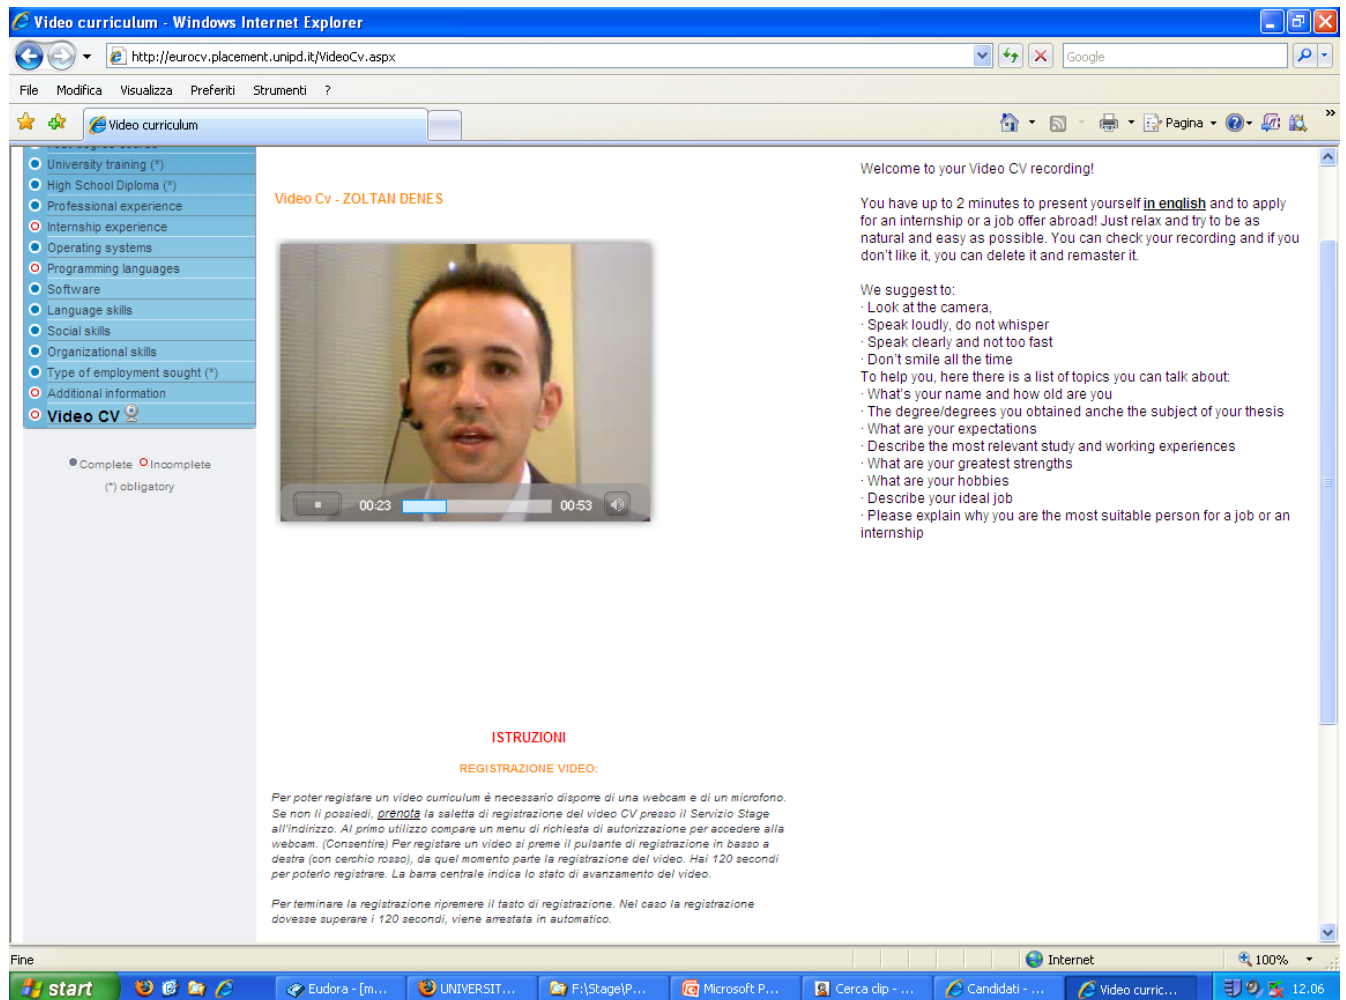 Video curriculum - Windows Internet Explorer
http://eurocv.placement.unipd.it/VideoCv.aspx
Google
File Modifica Visualizza Preferiti Strumenti ?
Video curriculum
Pagina
University training (*)
High School Diploma (*)
Professional experience
Internship experience
Operating systems
Programming languages
Software
Language skills
Social skills
Organizational skills
Type of employment sought (*)
Additional information
Video CV
Complete Incomplete
(*) obligatory
Video Cv - ZOLTAN DENES
00:23 00:53
Welcome to your Video CV recording!
You have up to 2 minutes to present yourself in english and to apply
for an internship or a job offer abroad! Just relax and try to be as
natural and easy as possible. You can check your recording and if you
don't like it, you can delete it and remaster it.
We suggest to:
· Look at the camera,
· Speak loudly, do not whisper
· Speak clearly and not too fast
· Don't smile all the time
To help you, here there is a list of topics you can talk about:
· What's your name and how old are you
· The degree/degrees you obtained anche the subject of your thesis
· What are your expectations
· Describe the most relevant study and working experiences
· What are your greatest strengths
· What are your hobbies
· Describe your ideal job
· Please explain why you are the most suitable person for a job or an
internship
ISTRUZIONI
REGISTRAZIONE VIDEO:
Per poter registare un video curriculum è necessario disporre di una webcam e di un microfono.
Se non li possiedi, prenota la saletta di registrazione del video CV presso il Servizio Stage
all'indirizzo. Al primo utilizzo compare un menu di richiesta di autorizzazione per accedere alla
webcam. (Consentire) Per registare un video si preme il pulsante di registrazione in basso a
destra (con cerchio rosso), da quel momento parte la registrazione del video. Hai 120 secondi
per poterlo registrare. La barra centrale indica lo stato di avanzamento del video.
Per terminare la registrazione ripremere il tasto di registrazione. Nel caso la registrazione
dovesse superare i 120 secondi, viene arrestata in automatico.
Fine
Internet
100%
start
Eudora - [m...
UNIVERSIT...
F:\Stage\P...
Microsoft P...
Cerca clip - ...
Candidati - ...
Video curric...
12.06